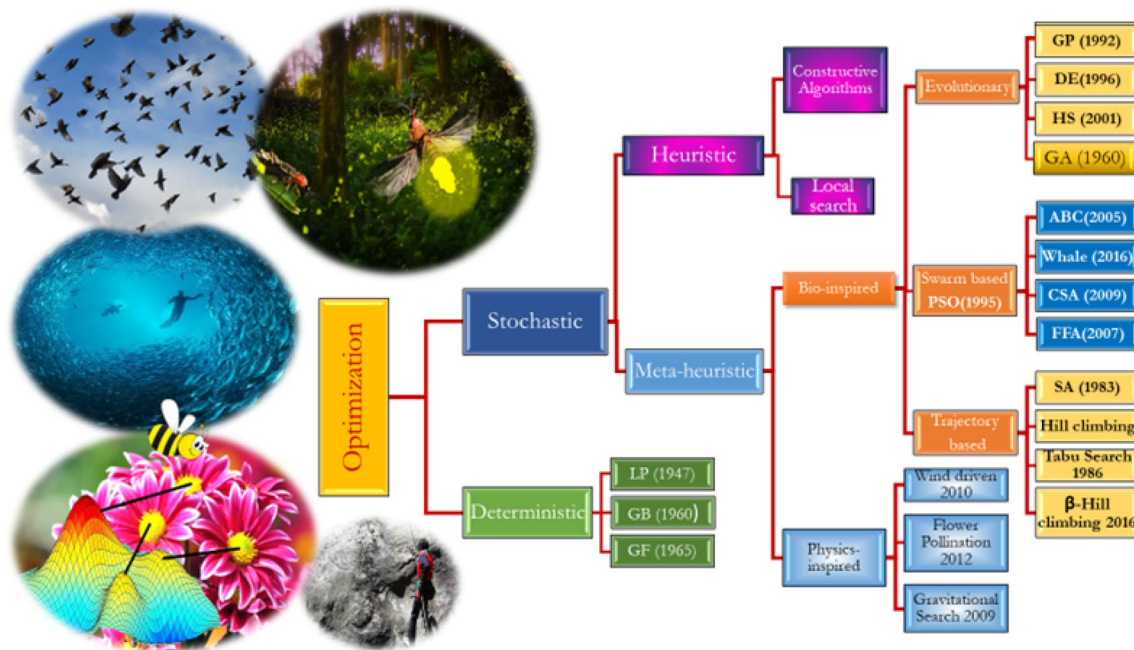 Optimization
Stochastic
Deterministic
Heuristic
Meta-heuristic
LP (1947)
GB (1960)
GF (1965)
Constructive
Algorithms
Local
search
Bio-inspired
Physics-
inspired
Evolutionary
Swarm based
PSO(1995)
Trajectory
based
Wind driven
2010
Flower
Pollination
2012
Gravitational
Search 2009
GP (1992)
DE(1996)
HS (2001)
GA (1960)
ABC(2005)
Whale (2016)
CSA (2009)
FFA(2007)
SA (1983)
Hill climbing
Tabu Search
1986
β-Hill
climbing 2016